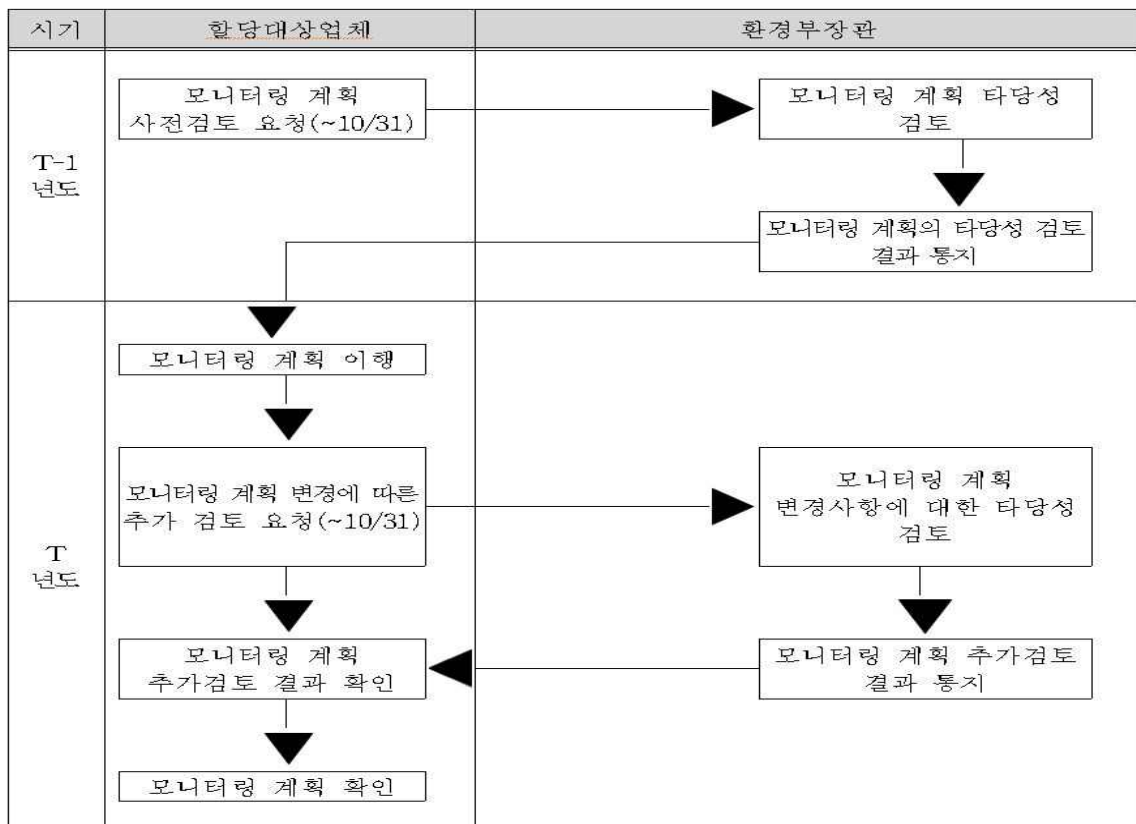 시기
할당대상업체
환경부장관
T-1
년도
모니터링 계획
사전검토 요청(~10/31)
모니터링 계획 타당성
검토
모니터링 계획의 타당성 검토
결과 통지
T
년도
모니터링 계획 이행
모니터링 계획 변경에 따른
추가 검토 요청(~10/31)
모니터링 계획
변경사항에 대한 타당성
검토
모니터링 계획 추가검토
결과 통지
모니터링 계획
추가검토 결과 확인
모니터링 계획 확인